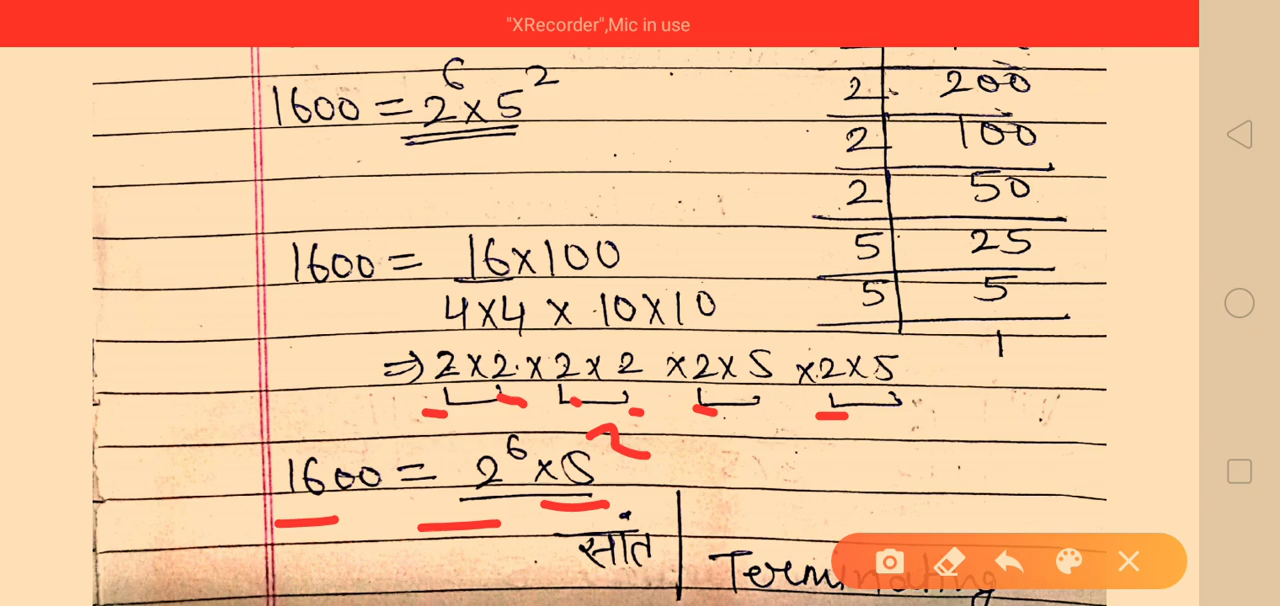 "XRecorder",Mic in use
1600 = 2⁶ × 5²
2 | 200
2 | 100
2 | 50
5 | 25
5 | 5
1
1600 = 16 × 100
4 × 4 × 10 × 10
⇒ 2 × 2 × 2 × 2 × 2 × 5 × 2 × 5
1600 = 2⁶ × 5²
सांत | Terminating